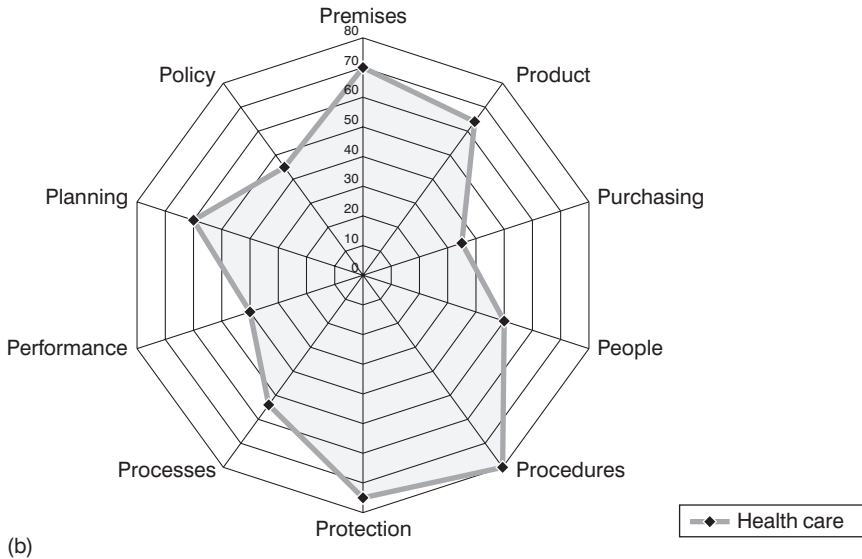 Premises
80
70
60
50
40
30
20
10
0
Product
Purchasing
People
Procedures
Protection
Processes
Performance
Planning
Policy
Health care
(b)